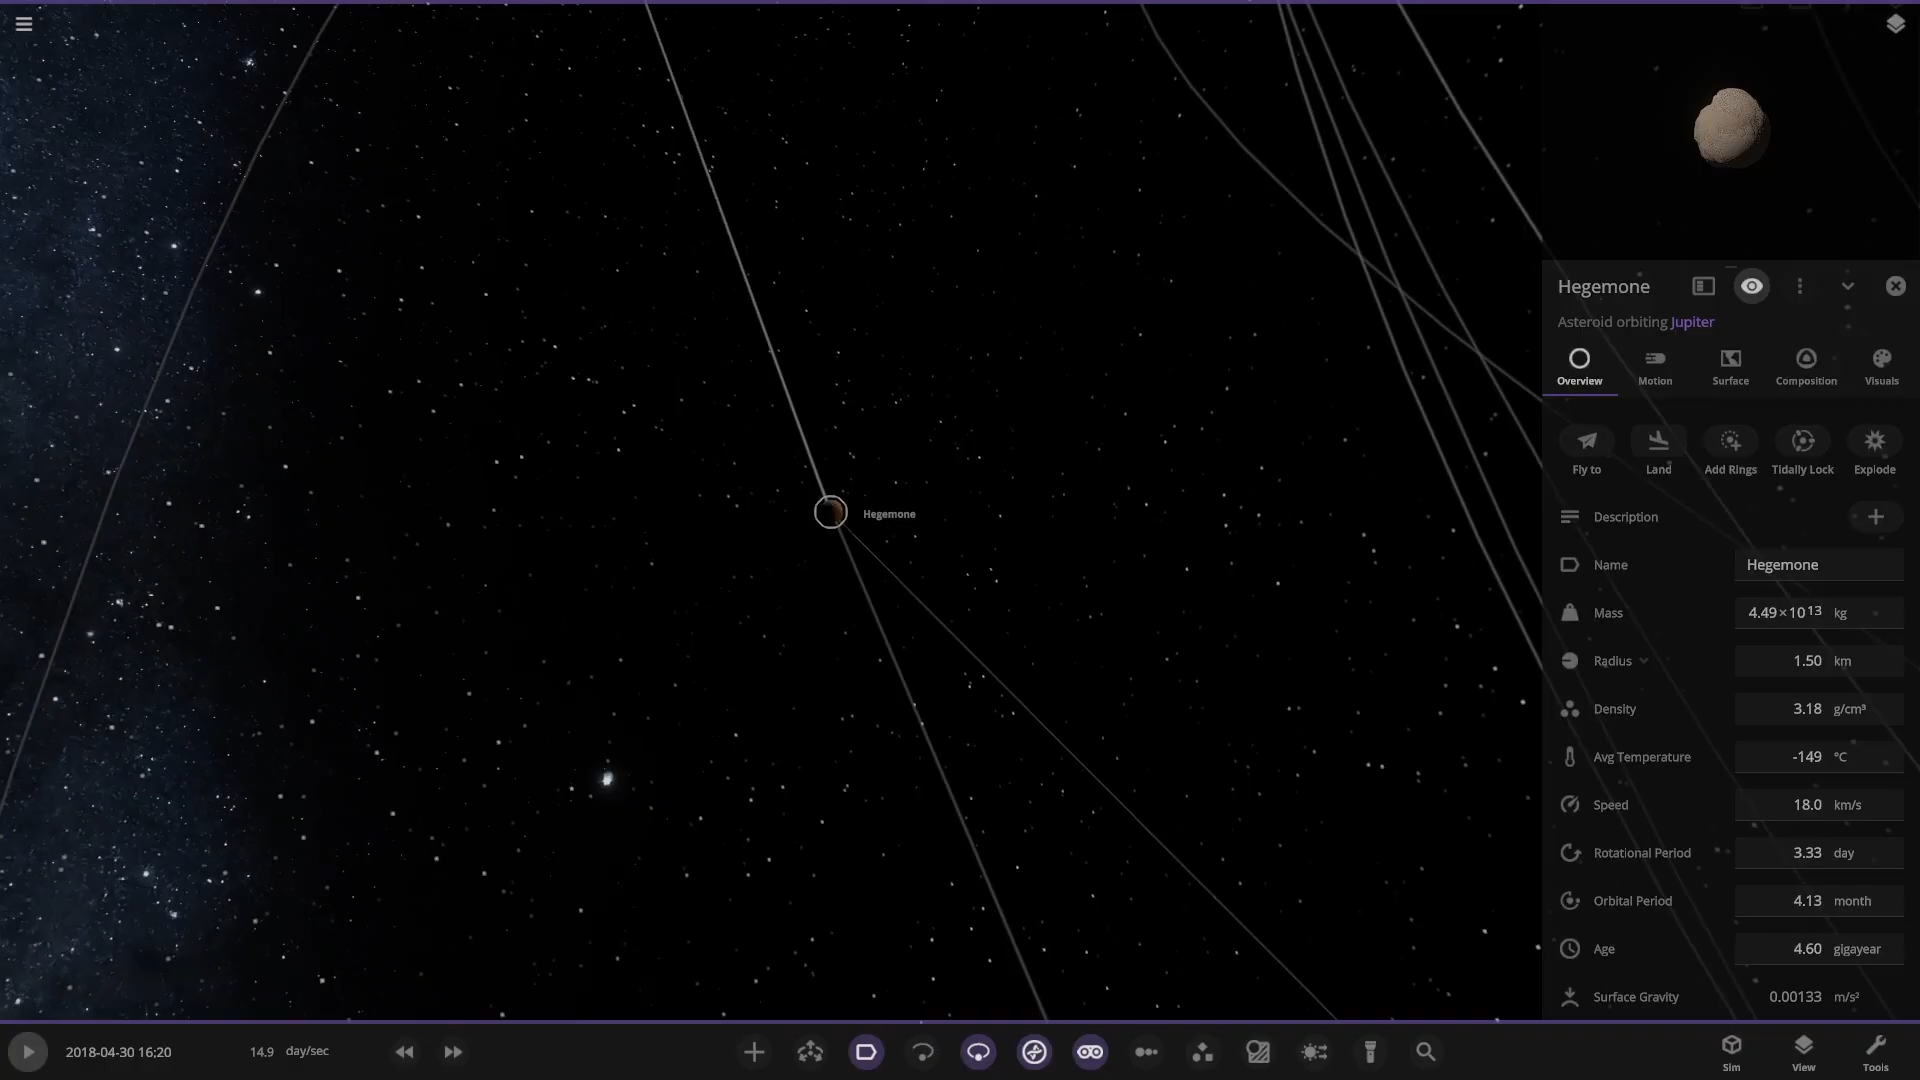 Hegemone
Asteroid orbiting Jupiter
Overview Motion Surface Composition Visuals
Fly to Land Add Rings Tidally Lock Explode
Description
Name Hegemone
Mass 4.49×10¹³ kg
Radius 1.50 km
Density 3.18 g/cm³
Avg Temperature -149 °C
Speed 18.0 km/s
Rotational Period 3.33 day
Orbital Period 4.13 month
Age 4.60 gigayear
Surface Gravity 0.00133 m/s²
Hegemone
2018-04-30 16:20 14.9 day/sec
Sim View Tools